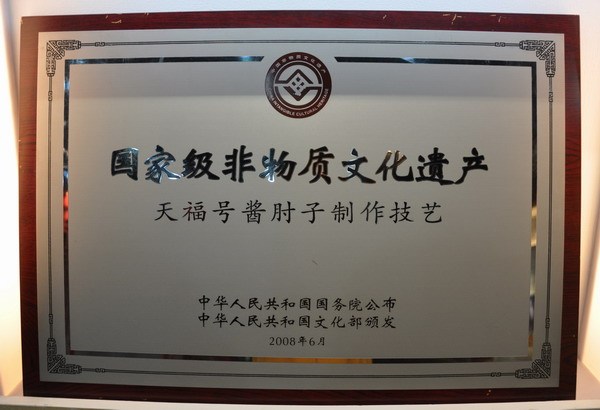 国家级非物质文化遗产
天福号酱肘子制作技艺
中华人民共和国国务院公布
中华人民共和国文化部颁发
2008年6月